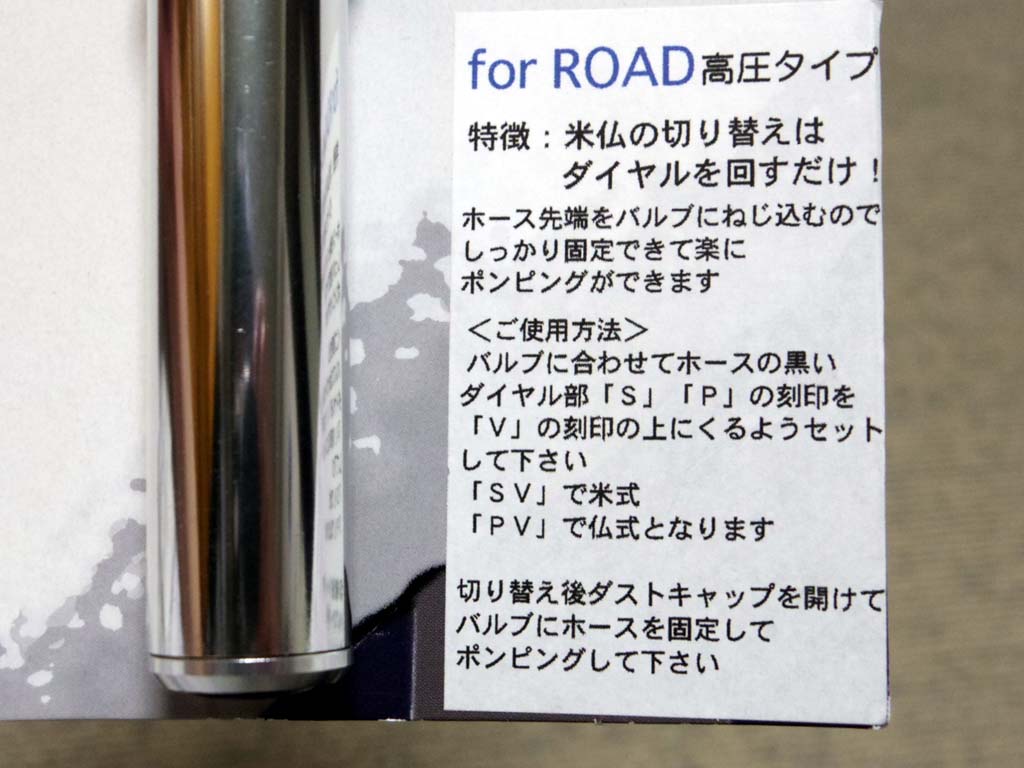 for ROAD 高圧タイプ
特徴：米仏の切り替えは
ダイヤルを回すだけ！
ホース先端をバルブにねじ込むので
しっかり固定できて楽に
ポンピングができます
＜ご使用方法＞
バルブに合わせてホースの黒い
ダイヤル部「Ｓ」「Ｐ」の刻印を
「Ｖ」の刻印の上にくるようセット
して下さい
「ＳＶ」で米式
「ＰＶ」で仏式となります
切り替え後ダストキャップを開けて
バルブにホースを固定して
ポンピングして下さい